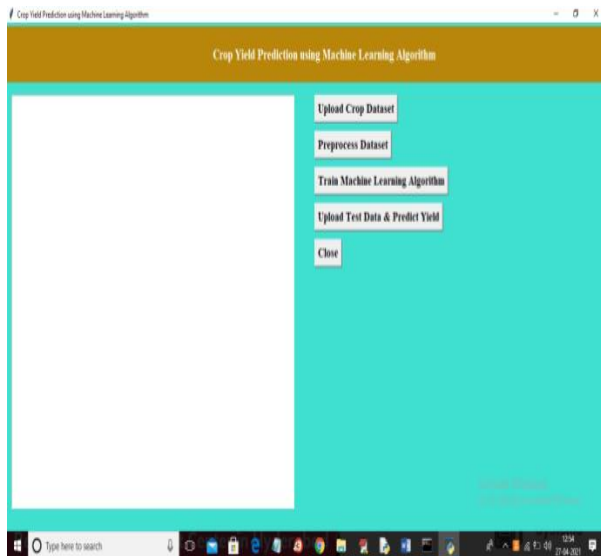 Crop Yield Prediction using Machine Learning Algorithm
Crop Yield Prediction using Machine Learning Algorithm
Upload Crop Dataset
Preprocess Dataset
Train Machine Learning Algorithm
Upload Test Data & Predict Yield
Close
Type here to search
12:54
27-04-2021